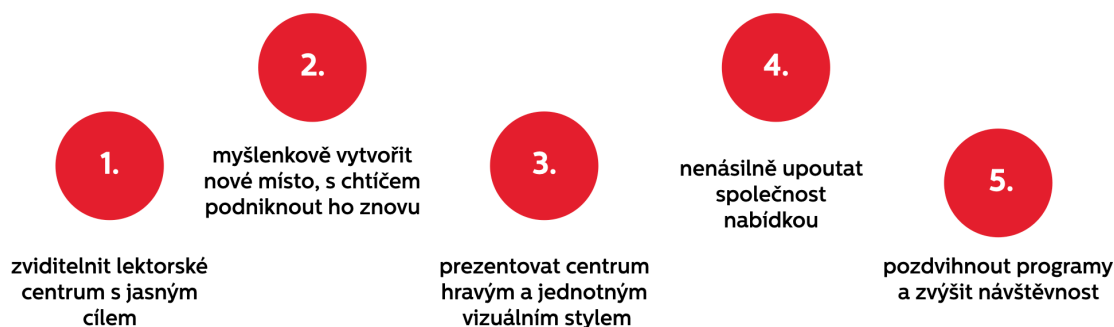 1.
zviditelnit lektorské
centrum s jasným
cílem
2.
myšlenkově vytvořit
nové místo, s chtíčem
podniknout ho znovu
3.
prezentovat centrum
hravým a jednotným
vizuálním stylem
4.
nenásilně upoutat
společnost
nabídkou
5.
pozdvihnout programy
a zvýšit návštěvnost